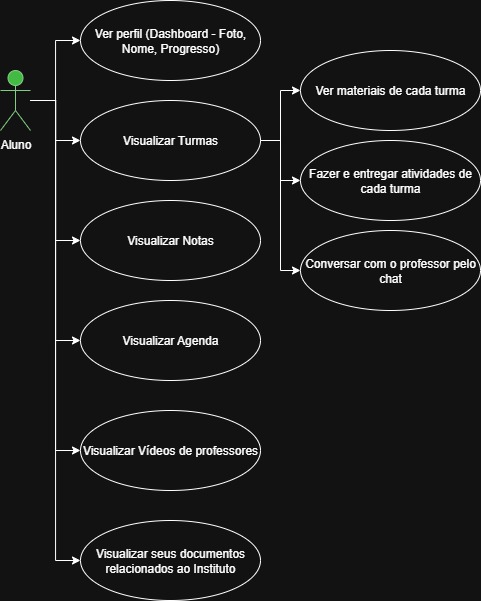 Ver perfil (Dashboard - Foto,
Nome, Progresso)
Aluno
Visualizar Turmas
Ver materiais de cada turma
Fazer e entregar atividades de
cada turma
Conversar com o professor pelo
chat
Visualizar Notas
Visualizar Agenda
Visualizar Vídeos de professores
Visualizar seus documentos
relacionados ao Instituto